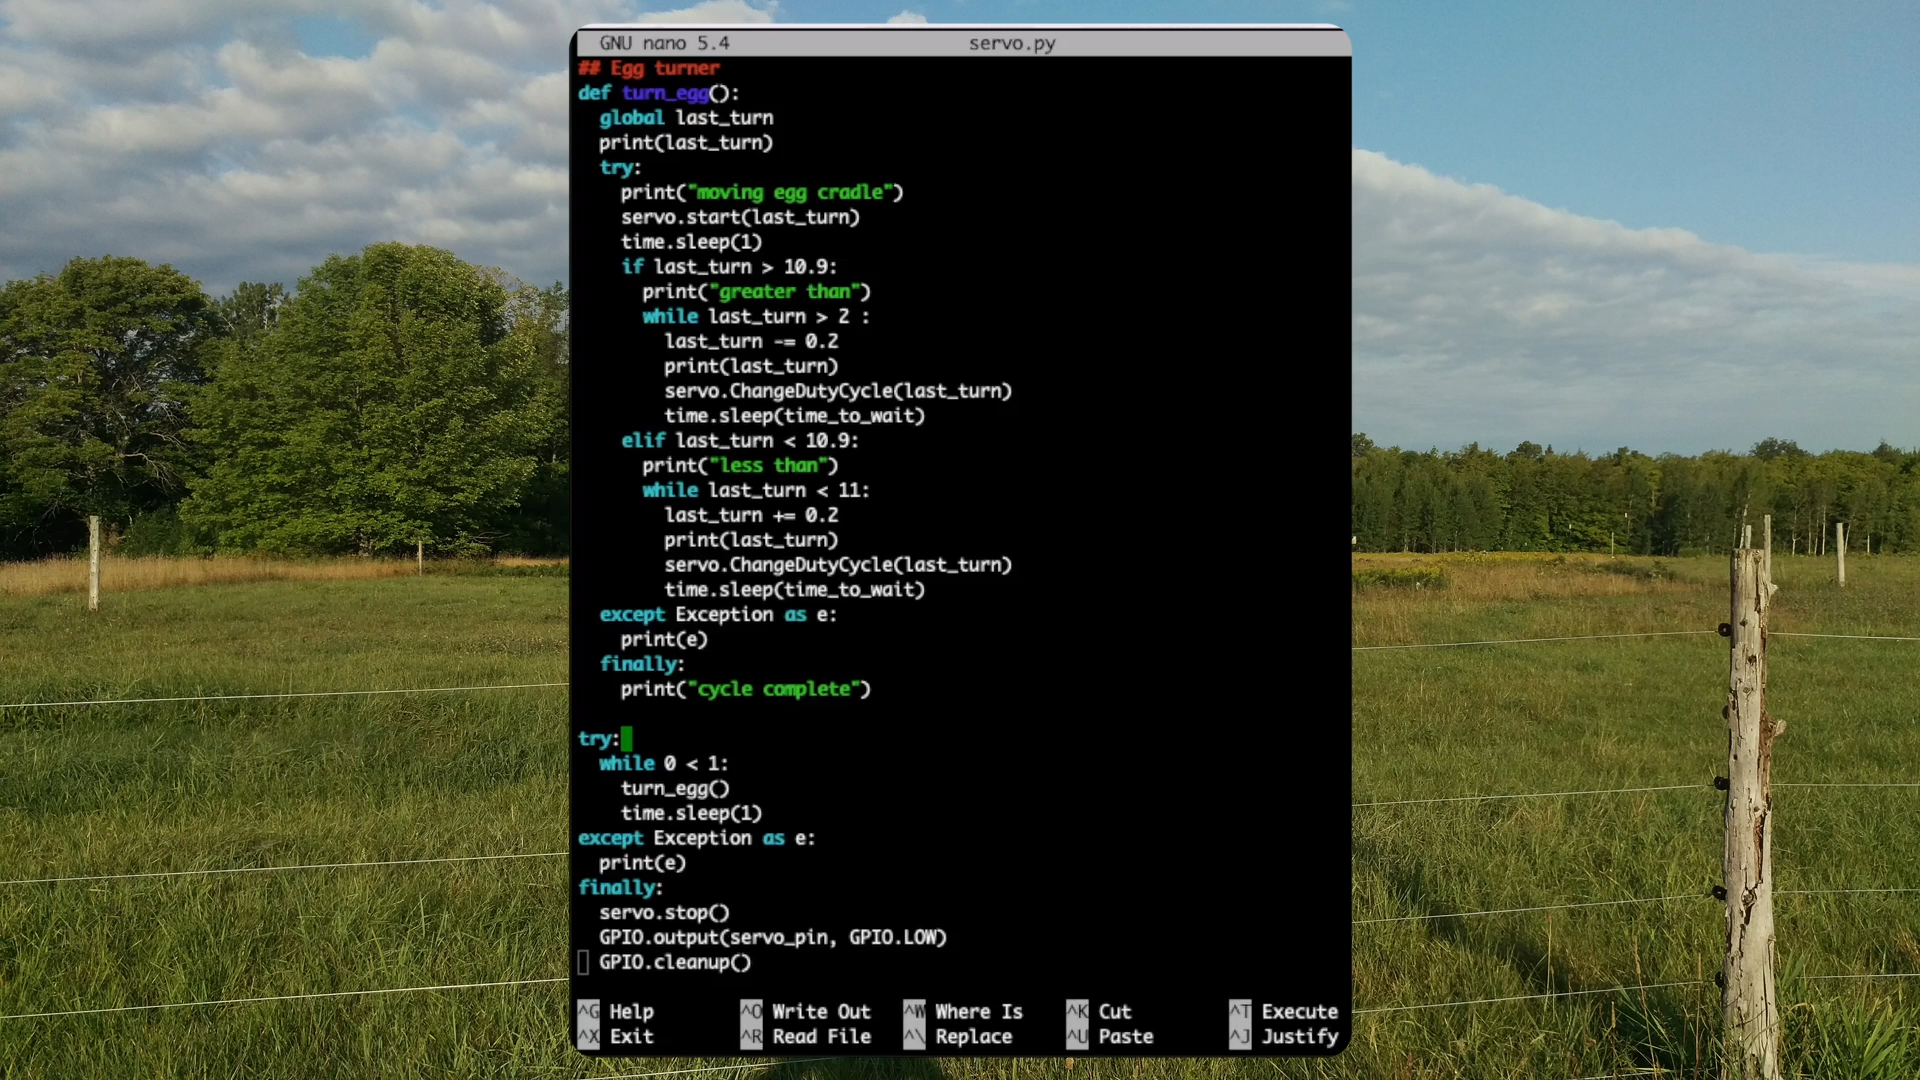 GNU nano 5.4 servo.py
## Egg turner
def turn_egg():
  global last_turn
  print(last_turn)
  try:
    print("moving egg cradle")
    servo.start(last_turn)
    time.sleep(1)
    if last_turn > 10.9:
      print("greater than")
      while last_turn > 2 :
        last_turn -= 0.2
        print(last_turn)
        servo.ChangeDutyCycle(last_turn)
        time.sleep(time_to_wait)
    elif last_turn < 10.9:
      print("less than")
      while last_turn < 11:
        last_turn += 0.2
        print(last_turn)
        servo.ChangeDutyCycle(last_turn)
        time.sleep(time_to_wait)
  except Exception as e:
    print(e)
  finally:
    print("cycle complete")

try:
  while 0 < 1:
    turn_egg()
    time.sleep(1)
except Exception as e:
  print(e)
finally:
  servo.stop()
  GPIO.output(servo_pin, GPIO.LOW)
  GPIO.cleanup()
^G Help ^O Write Out ^W Where Is ^K Cut ^T Execute
^X Exit ^R Read File ^\ Replace ^U Paste ^J Justify